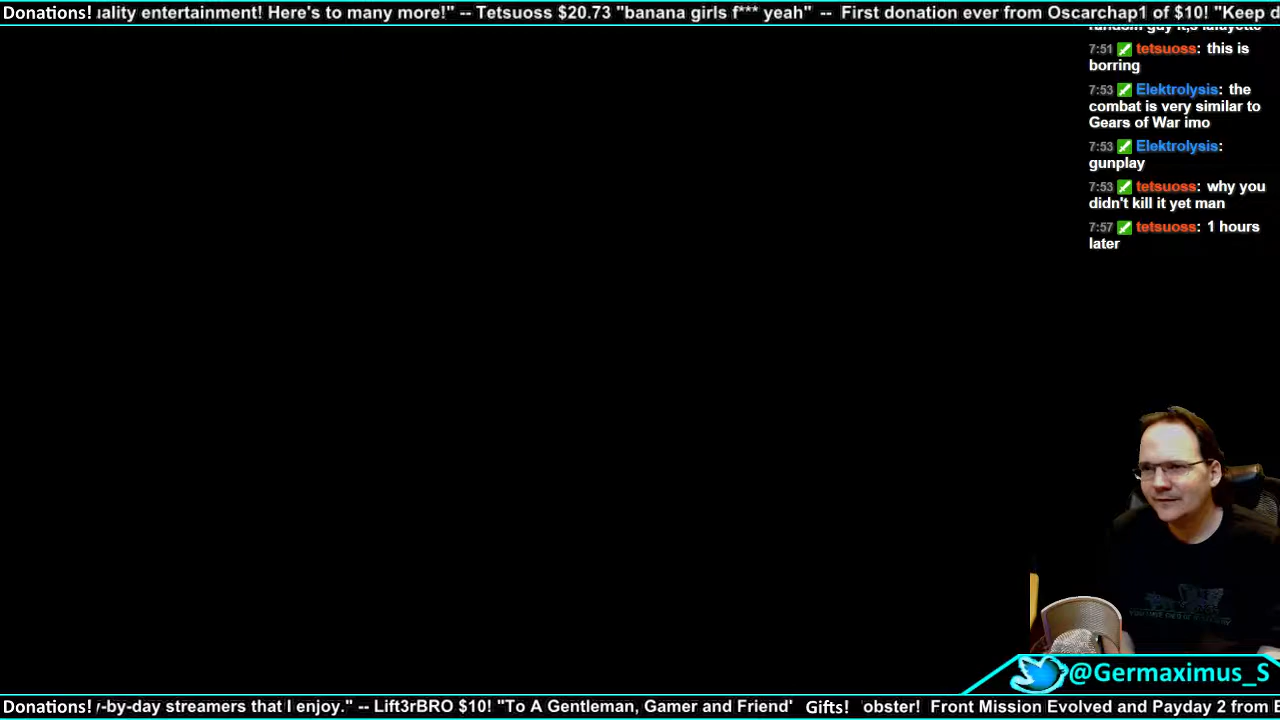 Donations! ality entertainment! Here's to many more!" -- Tetsuoss $20.73 "banana girls f*** yeah" -- First donation ever from Oscarchap1 of $10! "Keep d
7:51 tetsuoss: this is
borring
7:53 Elektrolysis: the
combat is very similar to
Gears of War imo
7:53 Elektrolysis:
gunplay
7:53 tetsuoss: why you
didn't kill it yet man
7:57 tetsuoss: 1 hours
later
@Germaximus_S
Donations! -by-day streamers that I enjoy." -- Lift3rBRO $10! "To A Gentleman, Gamer and Friend' Gifts! obster! Front Mission Evolved and Payday 2 from